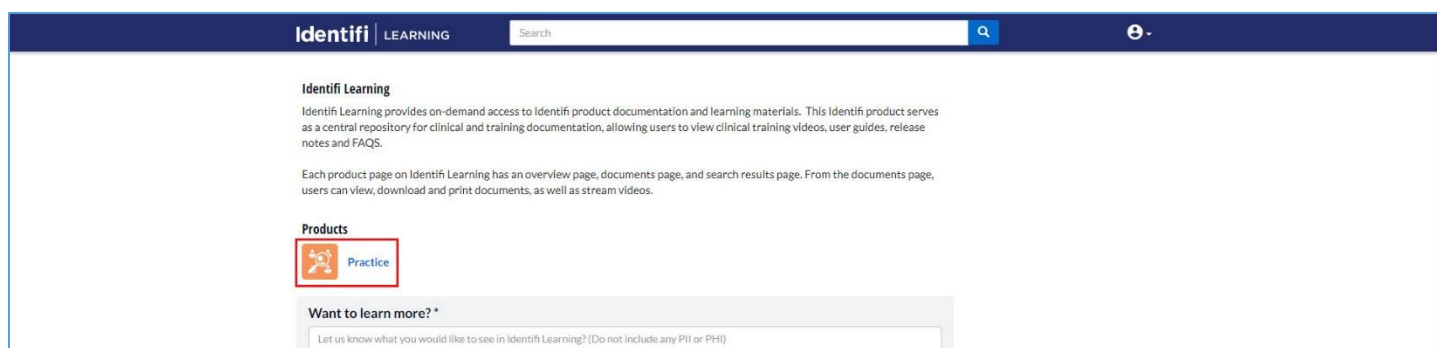 Identifi | LEARNING
Search
Identifi Learning
Identifi Learning provides on-demand access to Identifi product documentation and learning materials. This Identifi product serves
as a central repository for clinical and training documentation, allowing users to view clinical training videos, user guides, release
notes and FAQS.
Each product page on Identifi Learning has an overview page, documents page, and search results page. From the documents page,
users can view, download and print documents, as well as stream videos.
Products
Practice
Want to learn more? *
Let us know what you would like to see in Identifi Learning? (Do not include any PII or PHI)